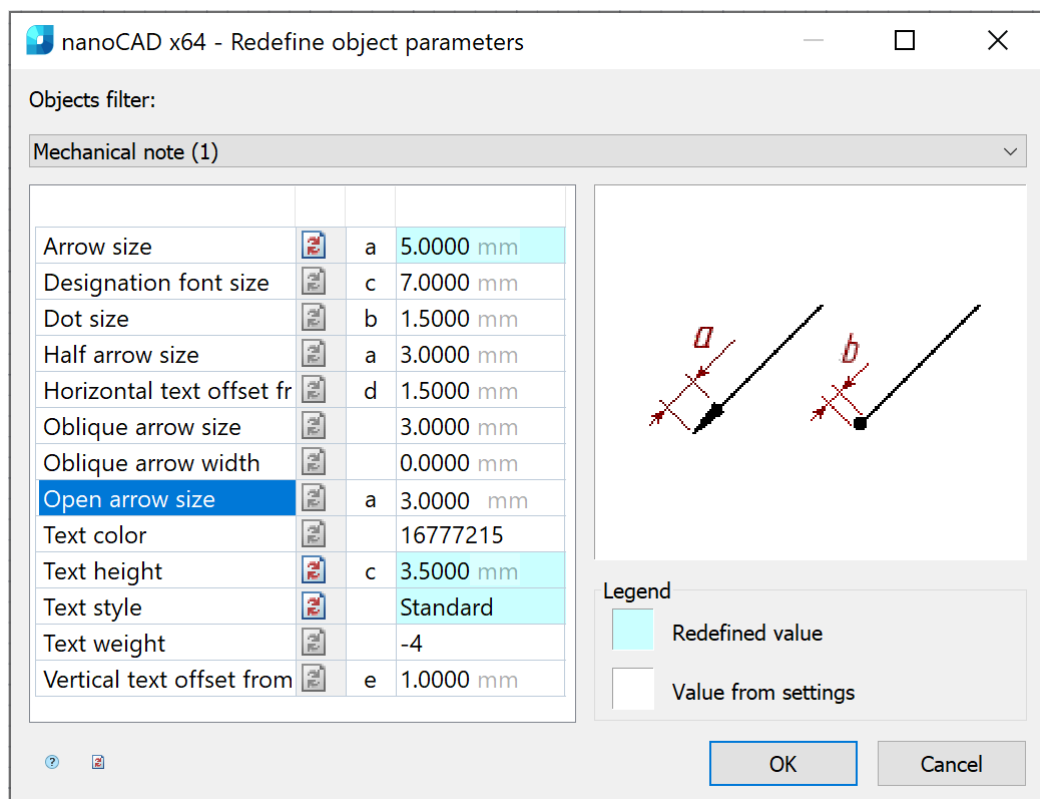 nanoCAD x64 - Redefine object parameters
Objects filter:
Mechanical note (1)
Arrow size a 5.0000 mm
Designation font size c 7.0000 mm
Dot size b 1.5000 mm
Half arrow size a 3.0000 mm
Horizontal text offset fr d 1.5000 mm
Oblique arrow size 3.0000 mm
Oblique arrow width 0.0000 mm
Open arrow size a 3.0000 mm
Text color 16777215
Text height c 3.5000 mm
Text style Standard
Text weight -4
Vertical text offset from e 1.0000 mm
a b
Legend
Redefined value
Value from settings
? OK Cancel